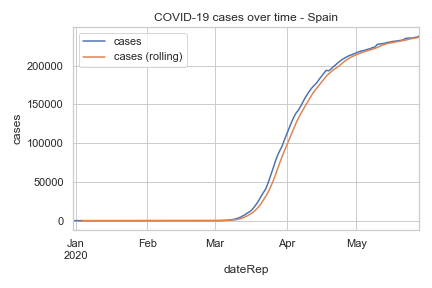 COVID-19 cases over time - Spain
cases
cases (rolling)
200000
150000
100000
50000
0
cases
Jan
2020
Feb
Mar
Apr
May
dateRep